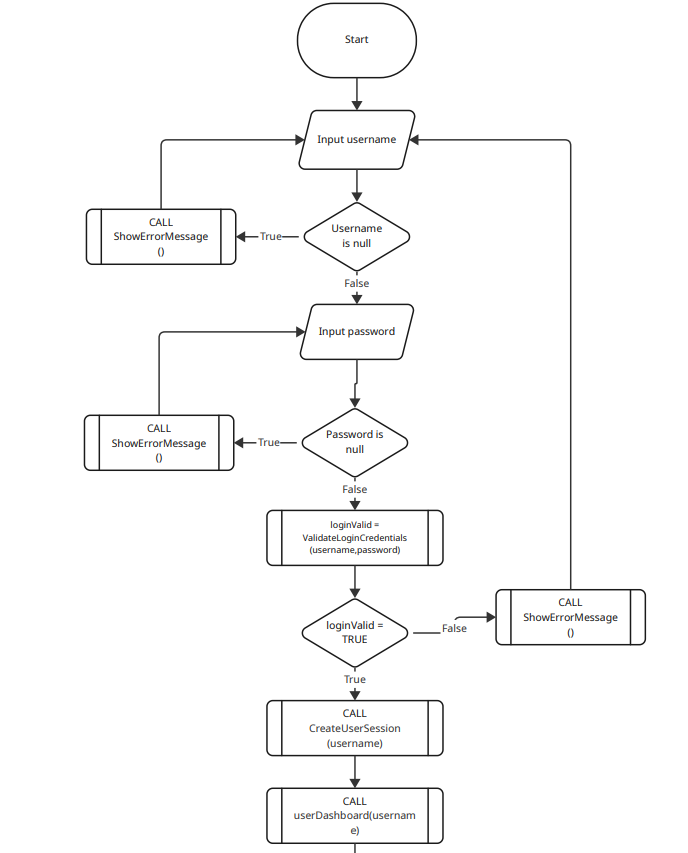 Start
Input username
Username
is null
True
CALL
ShowErrorMessage
()
False
Input password
Password is
null
True
CALL
ShowErrorMessage
()
False
loginValid =
ValidateLoginCredentials
(username,password)
loginValid =
TRUE
False
CALL
ShowErrorMessage
()
True
CALL
CreateUserSession
(username)
CALL
userDashboard(usernam
e)